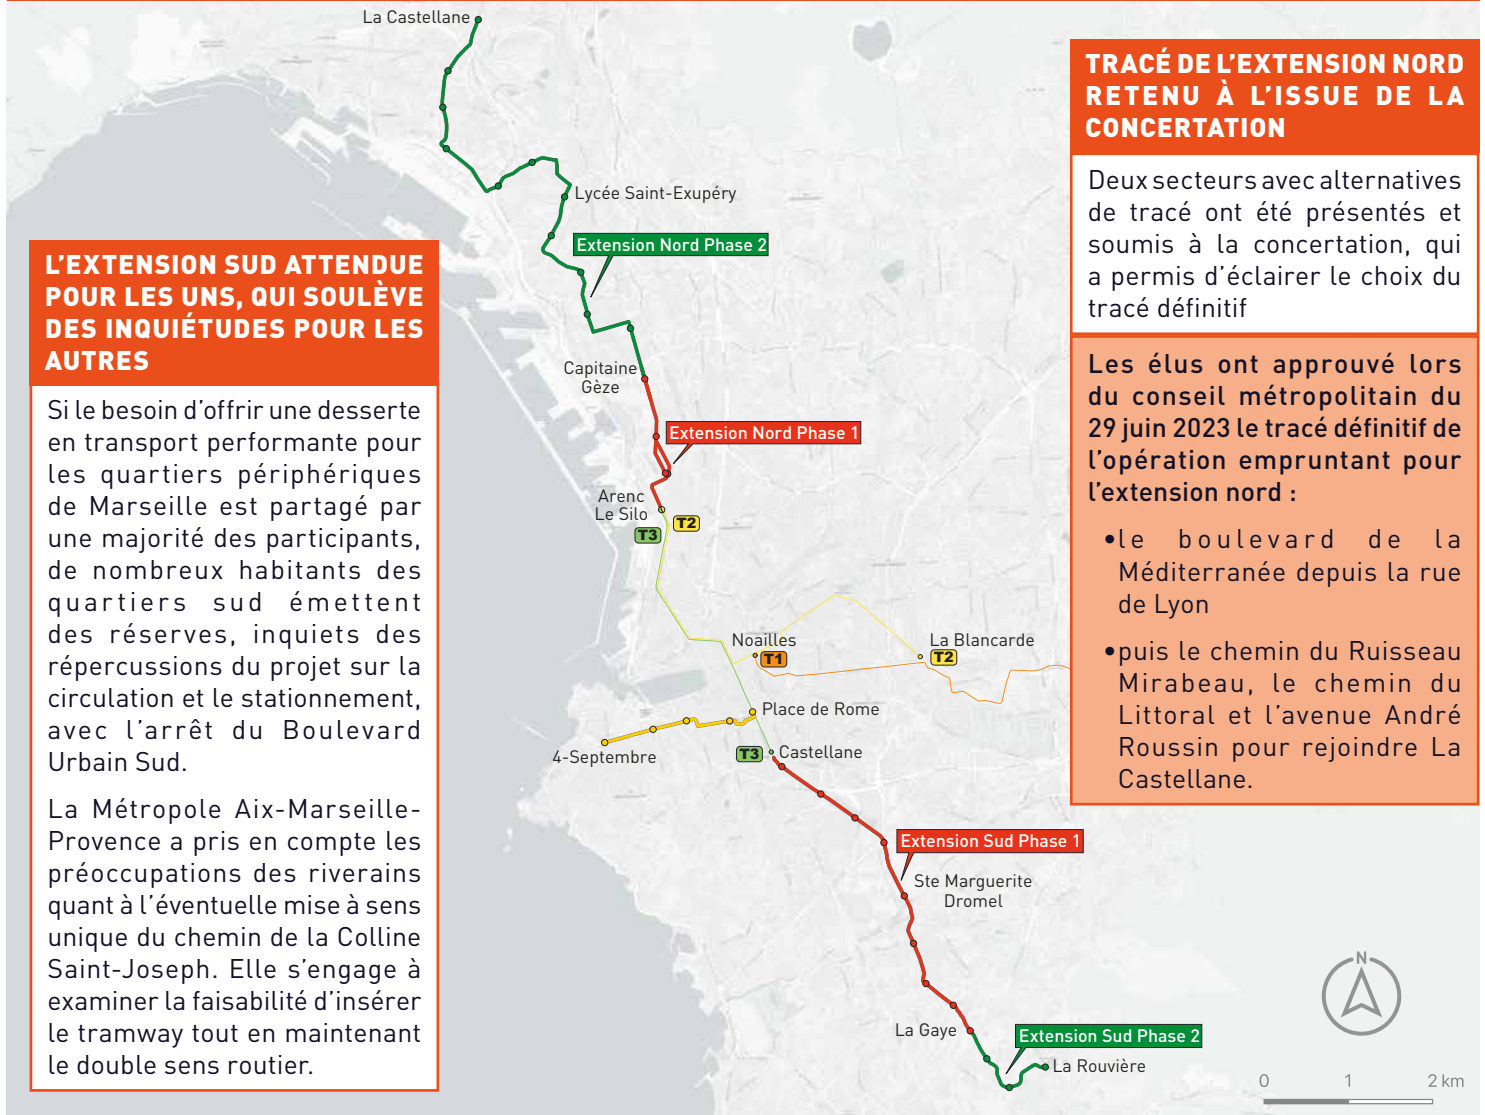 La Castellane
Lycée Saint-Exupéry
Extension Nord Phase 2
Capitaine
Gèze
Extension Nord Phase 1
Arenc
Le Silo
T2
T3
Noailles
T1
La Blancarde
T2
Place de Rome
4-Septembre
T3
Castellane
Extension Sud Phase 1
Ste Marguerite
Dromel
La Gaye
Extension Sud Phase 2
La Rouvière
L'EXTENSION SUD ATTENDUE
POUR LES UNS, QUI SOULÈVE
DES INQUIÉTUDES POUR LES
AUTRES
Si le besoin d'offrir une desserte
en transport performante pour
les quartiers périphériques
de Marseille est partagé par
une majorité des participants,
de nombreux habitants des
quartiers sud émettent
des réserves, inquiets des
répercussions du projet sur la
circulation et le stationnement,
avec l'arrêt du Boulevard
Urbain Sud.
La Métropole Aix-Marseille-
Provence a pris en compte les
préoccupations des riverains
quant à l'éventuelle mise à sens
unique du chemin de la Colline
Saint-Joseph. Elle s'engage à
examiner la faisabilité d'insérer
le tramway tout en maintenant
le double sens routier.
TRACÉ DE L'EXTENSION NORD
RETENU À L'ISSUE DE LA
CONCERTATION
Deux secteurs avec alternatives
de tracé ont été présentés et
soumis à la concertation, qui
a permis d'éclairer le choix du
tracé définitif
Les élus ont approuvé lors
du conseil métropolitain du
29 juin 2023 le tracé définitif de
l'opération empruntant pour
l'extension nord :
•le boulevard de la
Méditerranée depuis la rue
de Lyon
•puis le chemin du Ruisseau
Mirabeau, le chemin du
Littoral et l'avenue André
Roussin pour rejoindre La
Castellane.
N
0 1 2 km